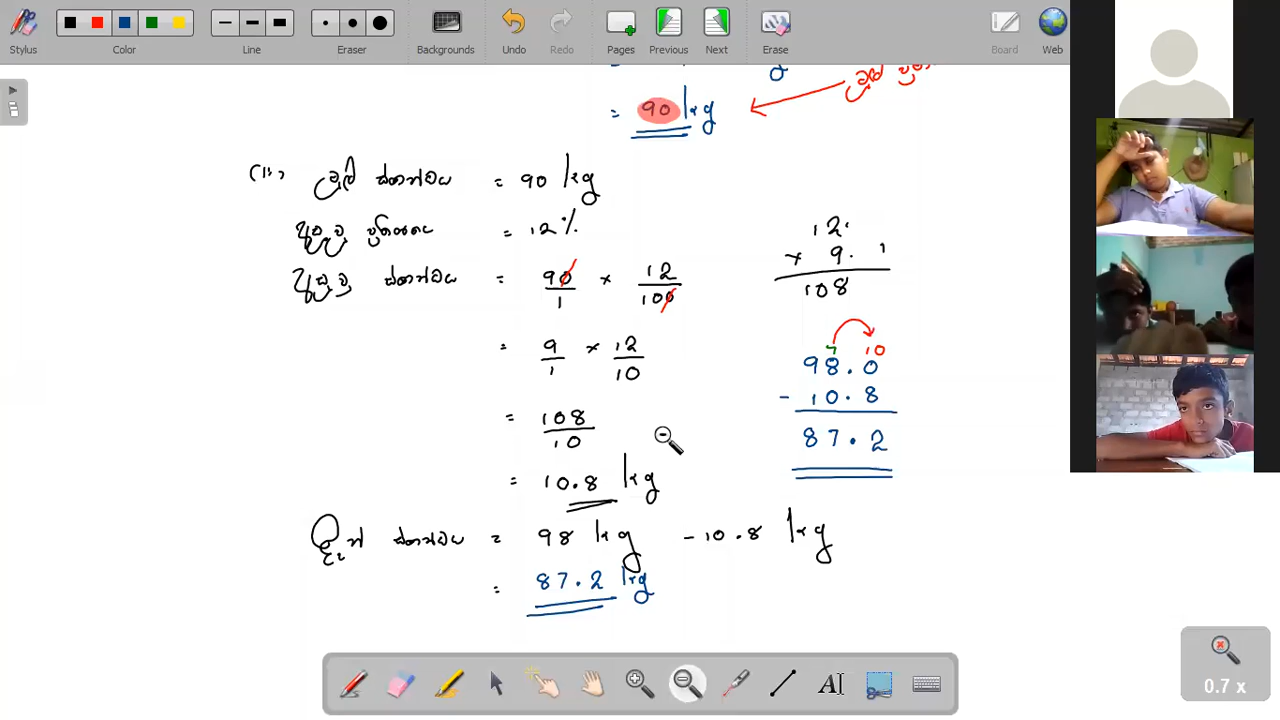 Stylus Color Line Eraser Backgrounds Undo Redo Pages Previous Next Erase Board Web
= 90 kg
(ii) මුල් ස්කන්ධය = 90 kg
අඩුවූ ප්‍රතිශතය = 12%
අඩුවූ ස්කන්ධය = 90/1 × 12/100
= 9/1 × 12/10
= 108/10
= 10.8 kg
දැන් ස්කන්ධය = 98 kg - 10.8 kg
= 87.2 kg
12
× 9
108
7 10
98.0
- 10.8
87.2
0.7 x